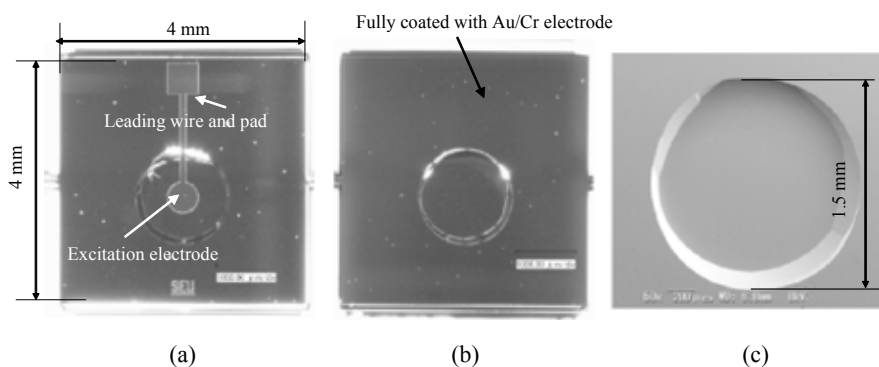 Fully coated with Au/Cr electrode
4 mm
4 mm
Leading wire and pad
Excitation electrode
SEU
1.5 mm
(a)
(b)
(c)